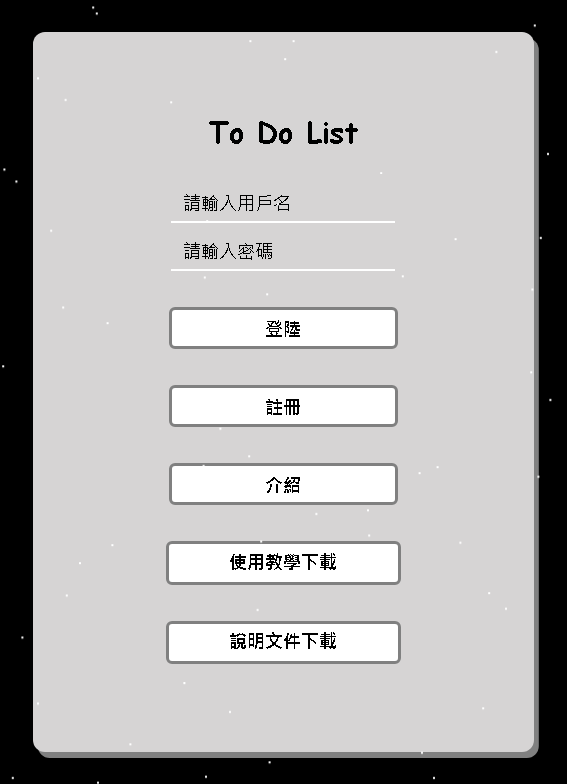 To Do List
請輸入用戶名
請輸入密碼
登陸
註冊
介紹
使用教學下載
說明文件下載